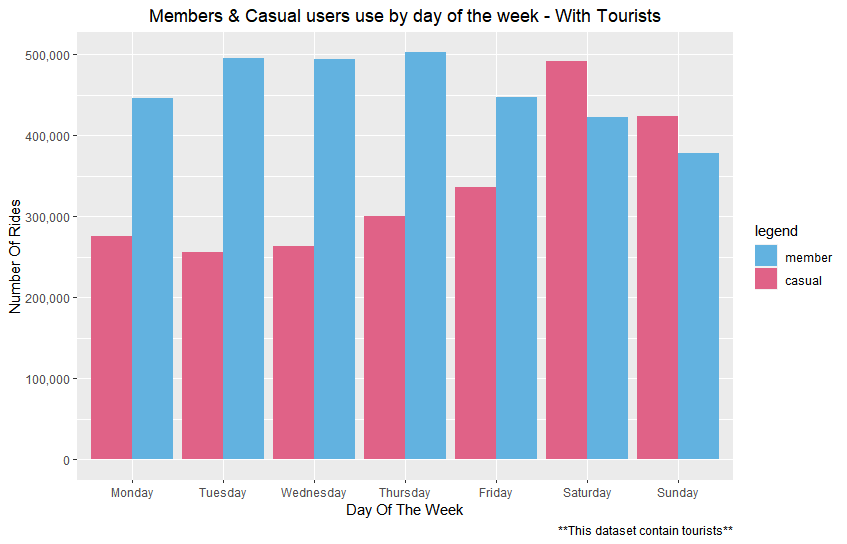 Members & Casual users use by day of the week - With Tourists
Number Of Rides
500,000
400,000
300,000
200,000
100,000
0
Monday Tuesday Wednesday Thursday Friday Saturday Sunday
Day Of The Week
legend
member
casual
**This dataset contain tourists**